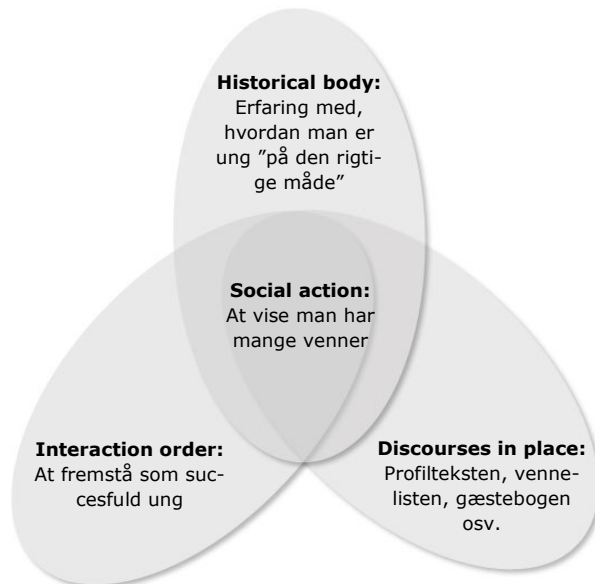 Historical body:
Erfaring med,
hvordan man er
ung ”på den rigti-
ge måde”
Social action:
At vise man har
mange venner
Interaction order:
At fremstå som suc-
cesfuld ung
Discourses in place:
Profilteksten, venne-
listen, gæstebogen
osv.